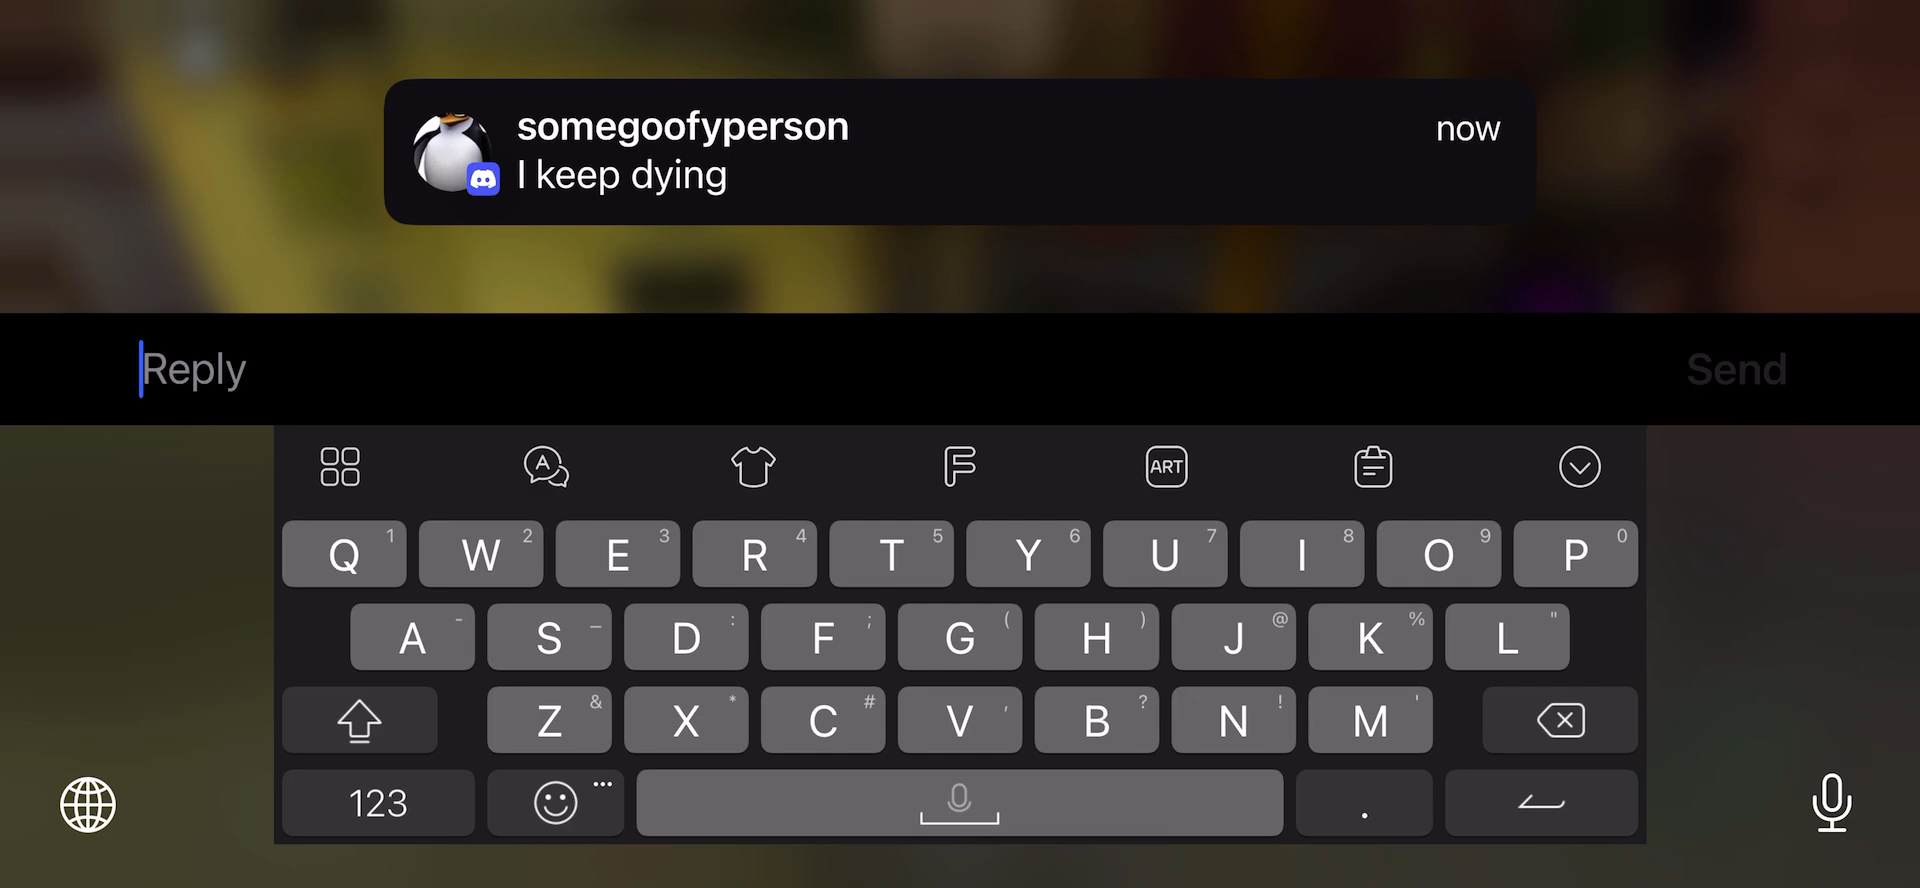 somegoofyperson
now
I keep dying
Reply
Send
ART
Q 1 W 2 E 3 R 4 T 5 Y 6 U 7 I 8 O 9 P 0
A - S _ D : F ; G ( H ) J @ K % L "
Z & X * C # V , B ? N ! M '
123 .